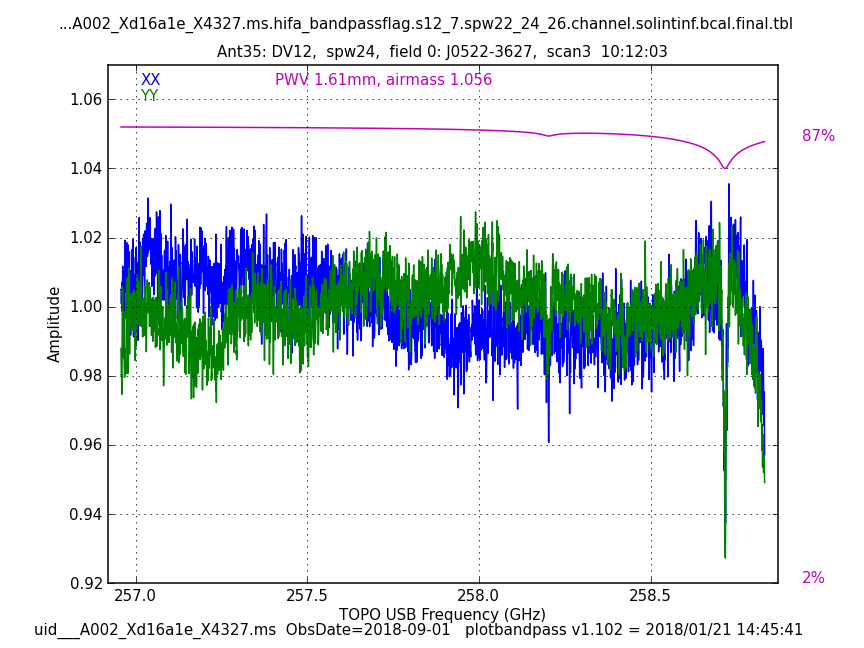 ...A002_Xd16a1e_X4327.ms.hifa_bandpassflag.s12_7.spw22_24_26.channel.solintinf.bcal.final.tbl
Ant35: DV12,  spw24,  field 0: J0522-3627,  scan3  10:12:03
XX
PWV 1.61mm, airmass 1.056
YY
1.06
87%
1.04
1.02
1.00
0.98
0.96
0.94
0.92
2%
Amplitude
257.0
257.5
258.0
258.5
TOPO USB Frequency (GHz)
uid___A002_Xd16a1e_X4327.ms  ObsDate=2018-09-01   plotbandpass v1.102 = 2018/01/21 14:45:41